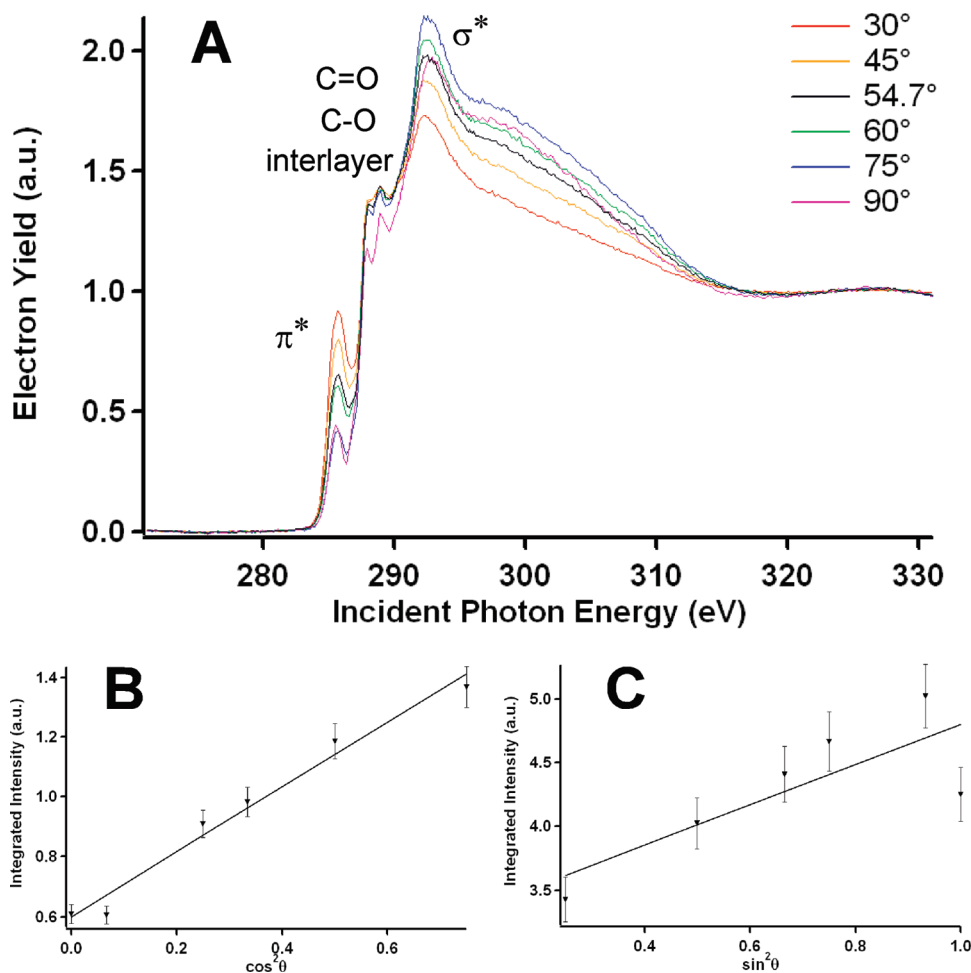 A
σ*
C=O
C-O
interlayer
π*
30°
45°
54.7°
60°
75°
90°
Electron Yield (a.u.)
2.0
1.5
1.0
0.5
0.0
280
290
300
310
320
330
Incident Photon Energy (eV)
B
Integrated Intensity (a.u.)
1.4
1.2
1.0
0.8
0.6
0.0
0.2
0.4
0.6
cos²θ
C
Integrated Intensity (a.u.)
5.0
4.5
4.0
3.5
0.4
0.6
0.8
1.0
sin²θ